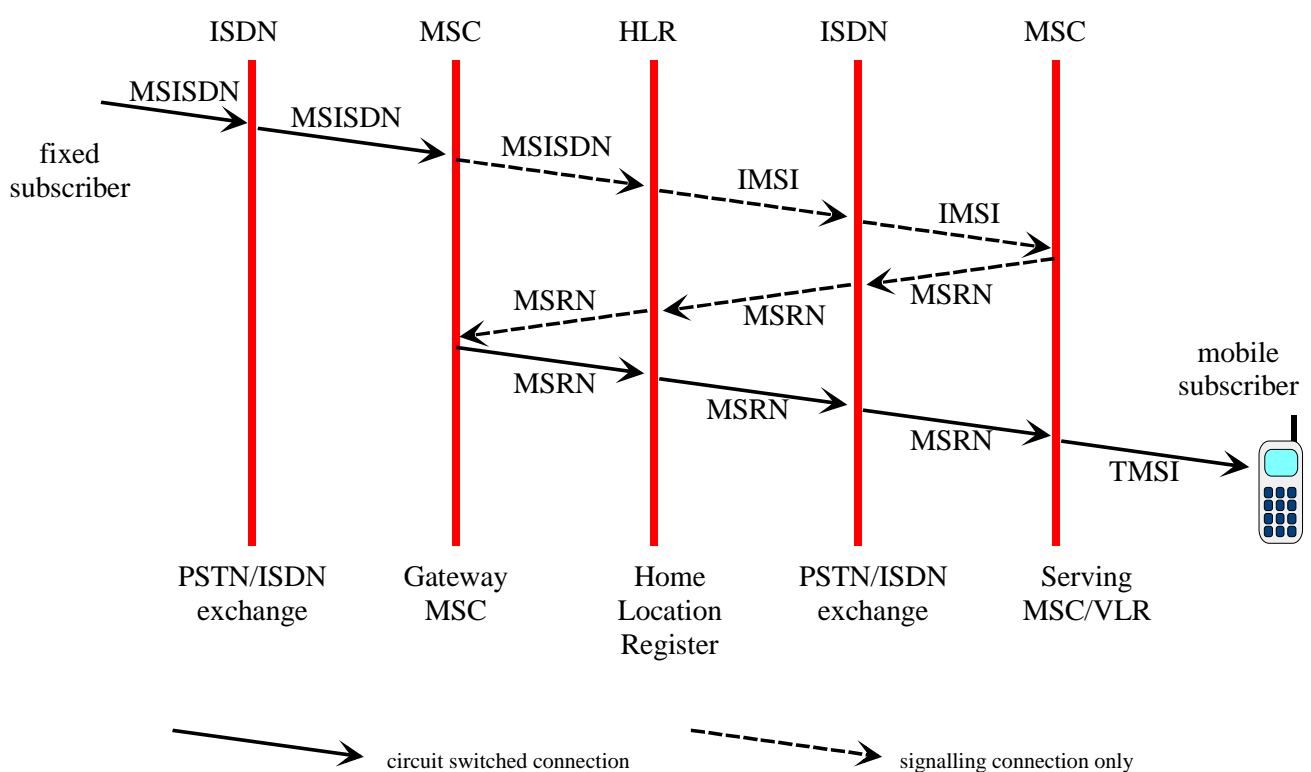 ISDN
MSC
HLR
ISDN
MSC
MSISDN
MSISDN
MSISDN
IMSI
IMSI
fixed
subscriber
MSRN
MSRN
MSRN
MSRN
MSRN
MSRN
mobile
subscriber
TMSI
PSTN/ISDN
exchange
Gateway
MSC
Home
Location
Register
PSTN/ISDN
exchange
Serving
MSC/VLR
circuit switched connection
signalling connection only